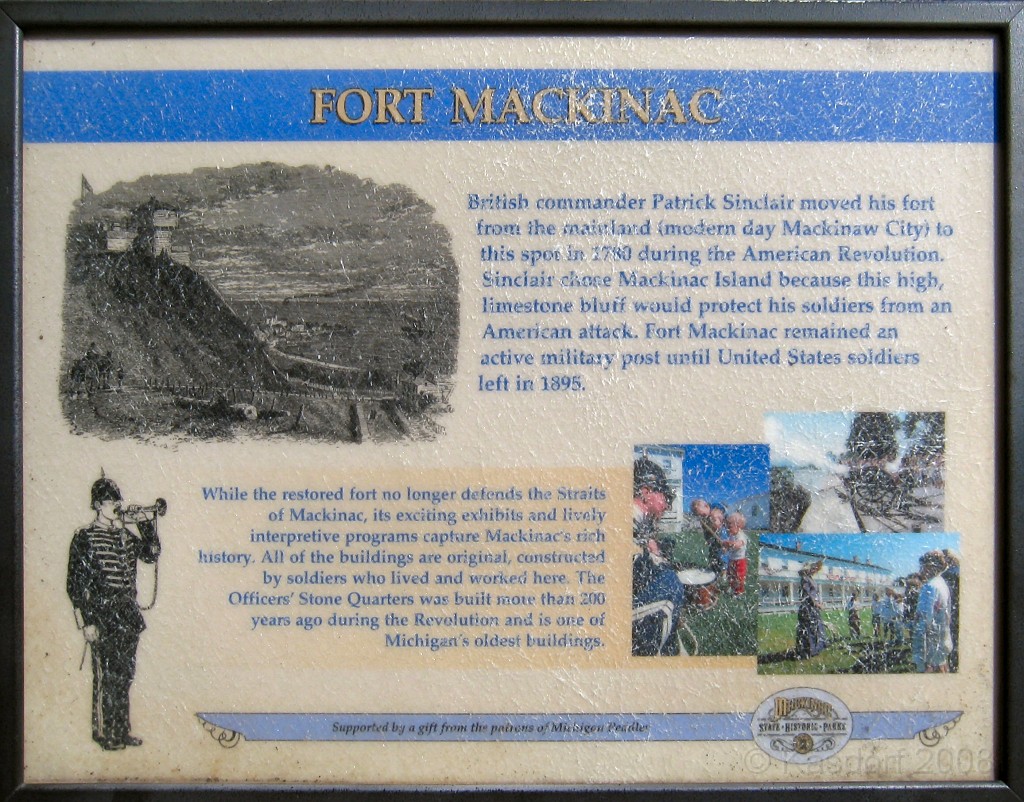 FORT MACKINAC
British commander Patrick Sinclair moved his fort
from the mainland (modern day Mackinaw City) to
this spot in 1780 during the American Revolution.
Sinclair chose Mackinac Island because this high,
limestone bluff would protect his soldiers from an
American attack. Fort Mackinac remained an
active military post until United States soldiers
left in 1895.
While the restored fort no longer defends the Straits
of Mackinac, its exciting exhibits and lively
interpretive programs capture Mackinac's rich
history. All of the buildings are original, constructed
by soldiers who lived and worked here. The
Officers' Stone Quarters was built more than 200
years ago during the Revolution and is one of
Michigan's oldest buildings.
Supported by a gift from the patrons of Michigan Peddler
MACKINAC
STATE • HISTORIC • PARKS
© Kasdorf 2008